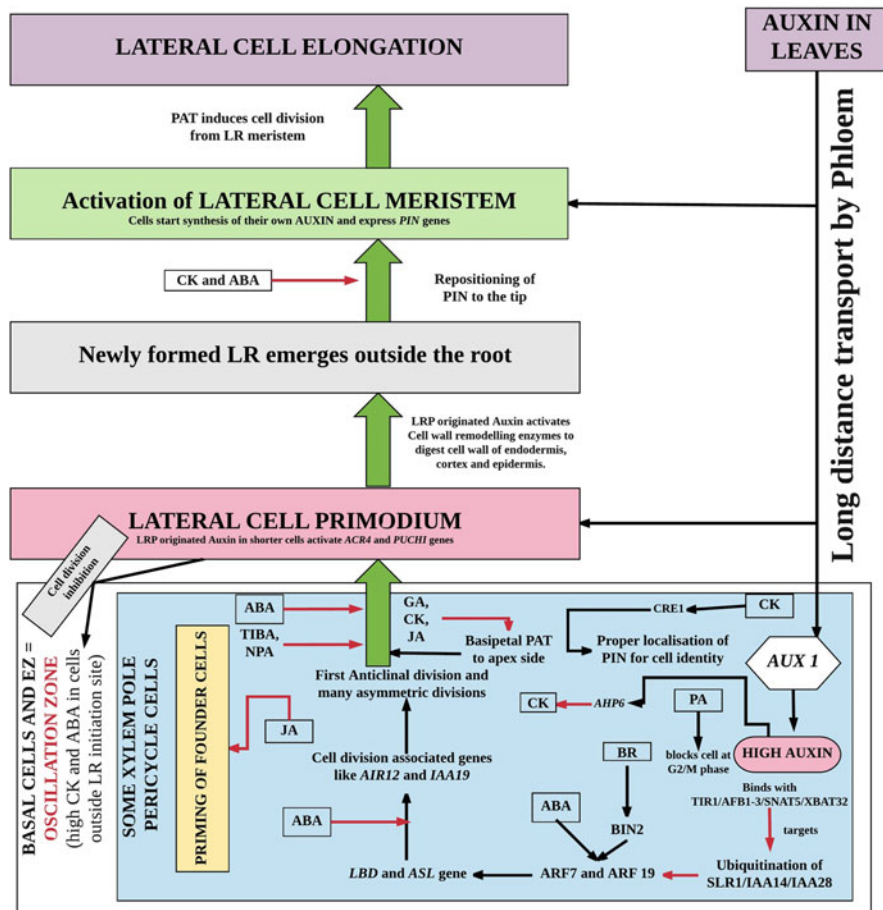 LATERAL CELL ELONGATION
AUXIN IN
LEAVES
PAT induces cell division
from LR meristem
Activation of LATERAL CELL MERISTEM
Cells start synthesis of their own AUXIN and express PIN genes
CK and ABA
Repositioning of
PIN to the tip
Newly formed LR emerges outside the root
LRP originated Auxin activates
Cell wall remodelling enzymes to
digest cell wall of endodermis,
cortex and epidermis.
Long distance transport by Phloem
LATERAL CELL PRIMODIUM
LRP originated Auxin in shorter cells activate ACR4 and PUCHI genes
Cell division
inhibition
BASAL CELLS AND EZ =
OSCILLATION ZONE
(high CK and ABA in cells
outside LR initiation site)
SOME XYLEM POLE
PERICYCLE CELLS
PRIMING OF FOUNDER CELLS
ABA
TIBA,
NPA
GA,
CK,
JA
Basipetal PAT
to apex side
CRE1
CK
Proper localisation of
PIN for cell identity
AUX 1
First Anticlinal division and
many asymmetric divisions
JA
CK
AHP6
PA
HIGH AUXIN
blocks cell at
G2/M phase
Cell division associated genes
like AIR12 and IAA19
BR
Binds with
TIR1/AFB1-3/SNAT5/XBAT32
ABA
ABA
BIN2
targets
LBD and ASL gene
ARF7 and ARF 19
Ubiquitination of
SLR1/IAA14/IAA28